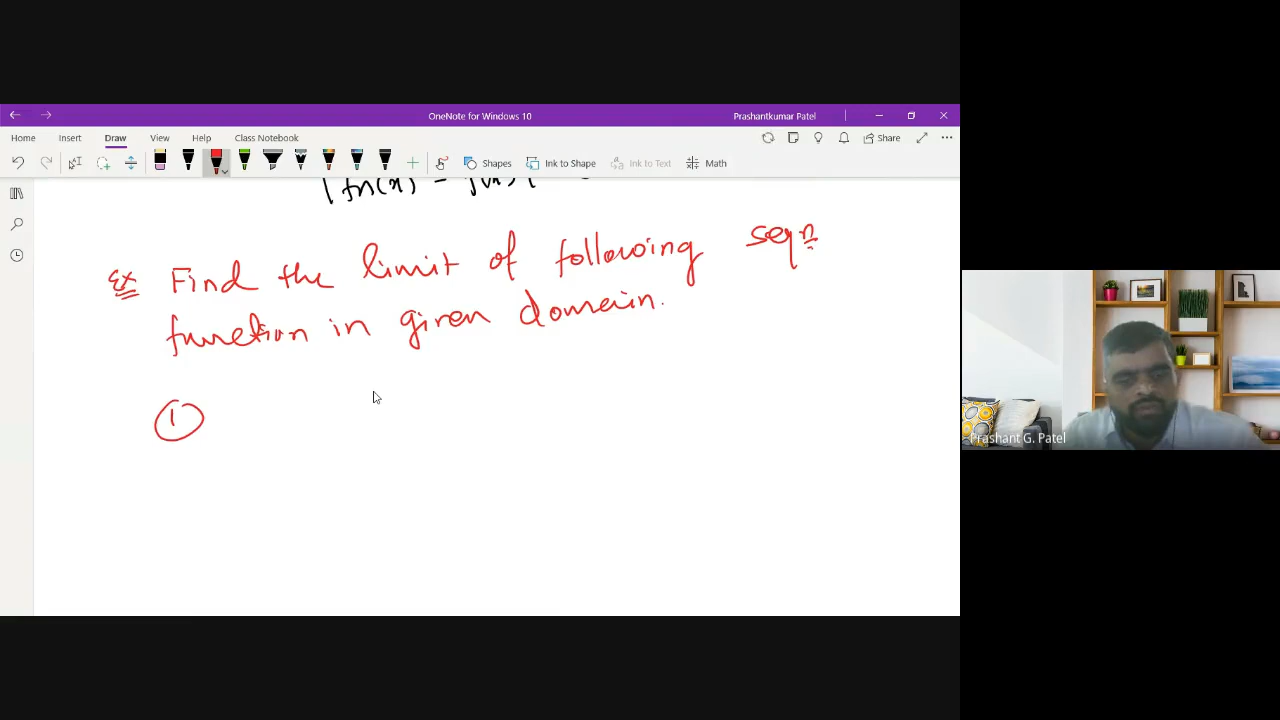 OneNote for Windows 10
Prashantkumar Patel
Home Insert Draw View Help Class Notebook
Share
Shapes Ink to Shape Ink to Text Math
Ex Find the limit of following seqn
function in given domain.
1
Prashant G. Patel